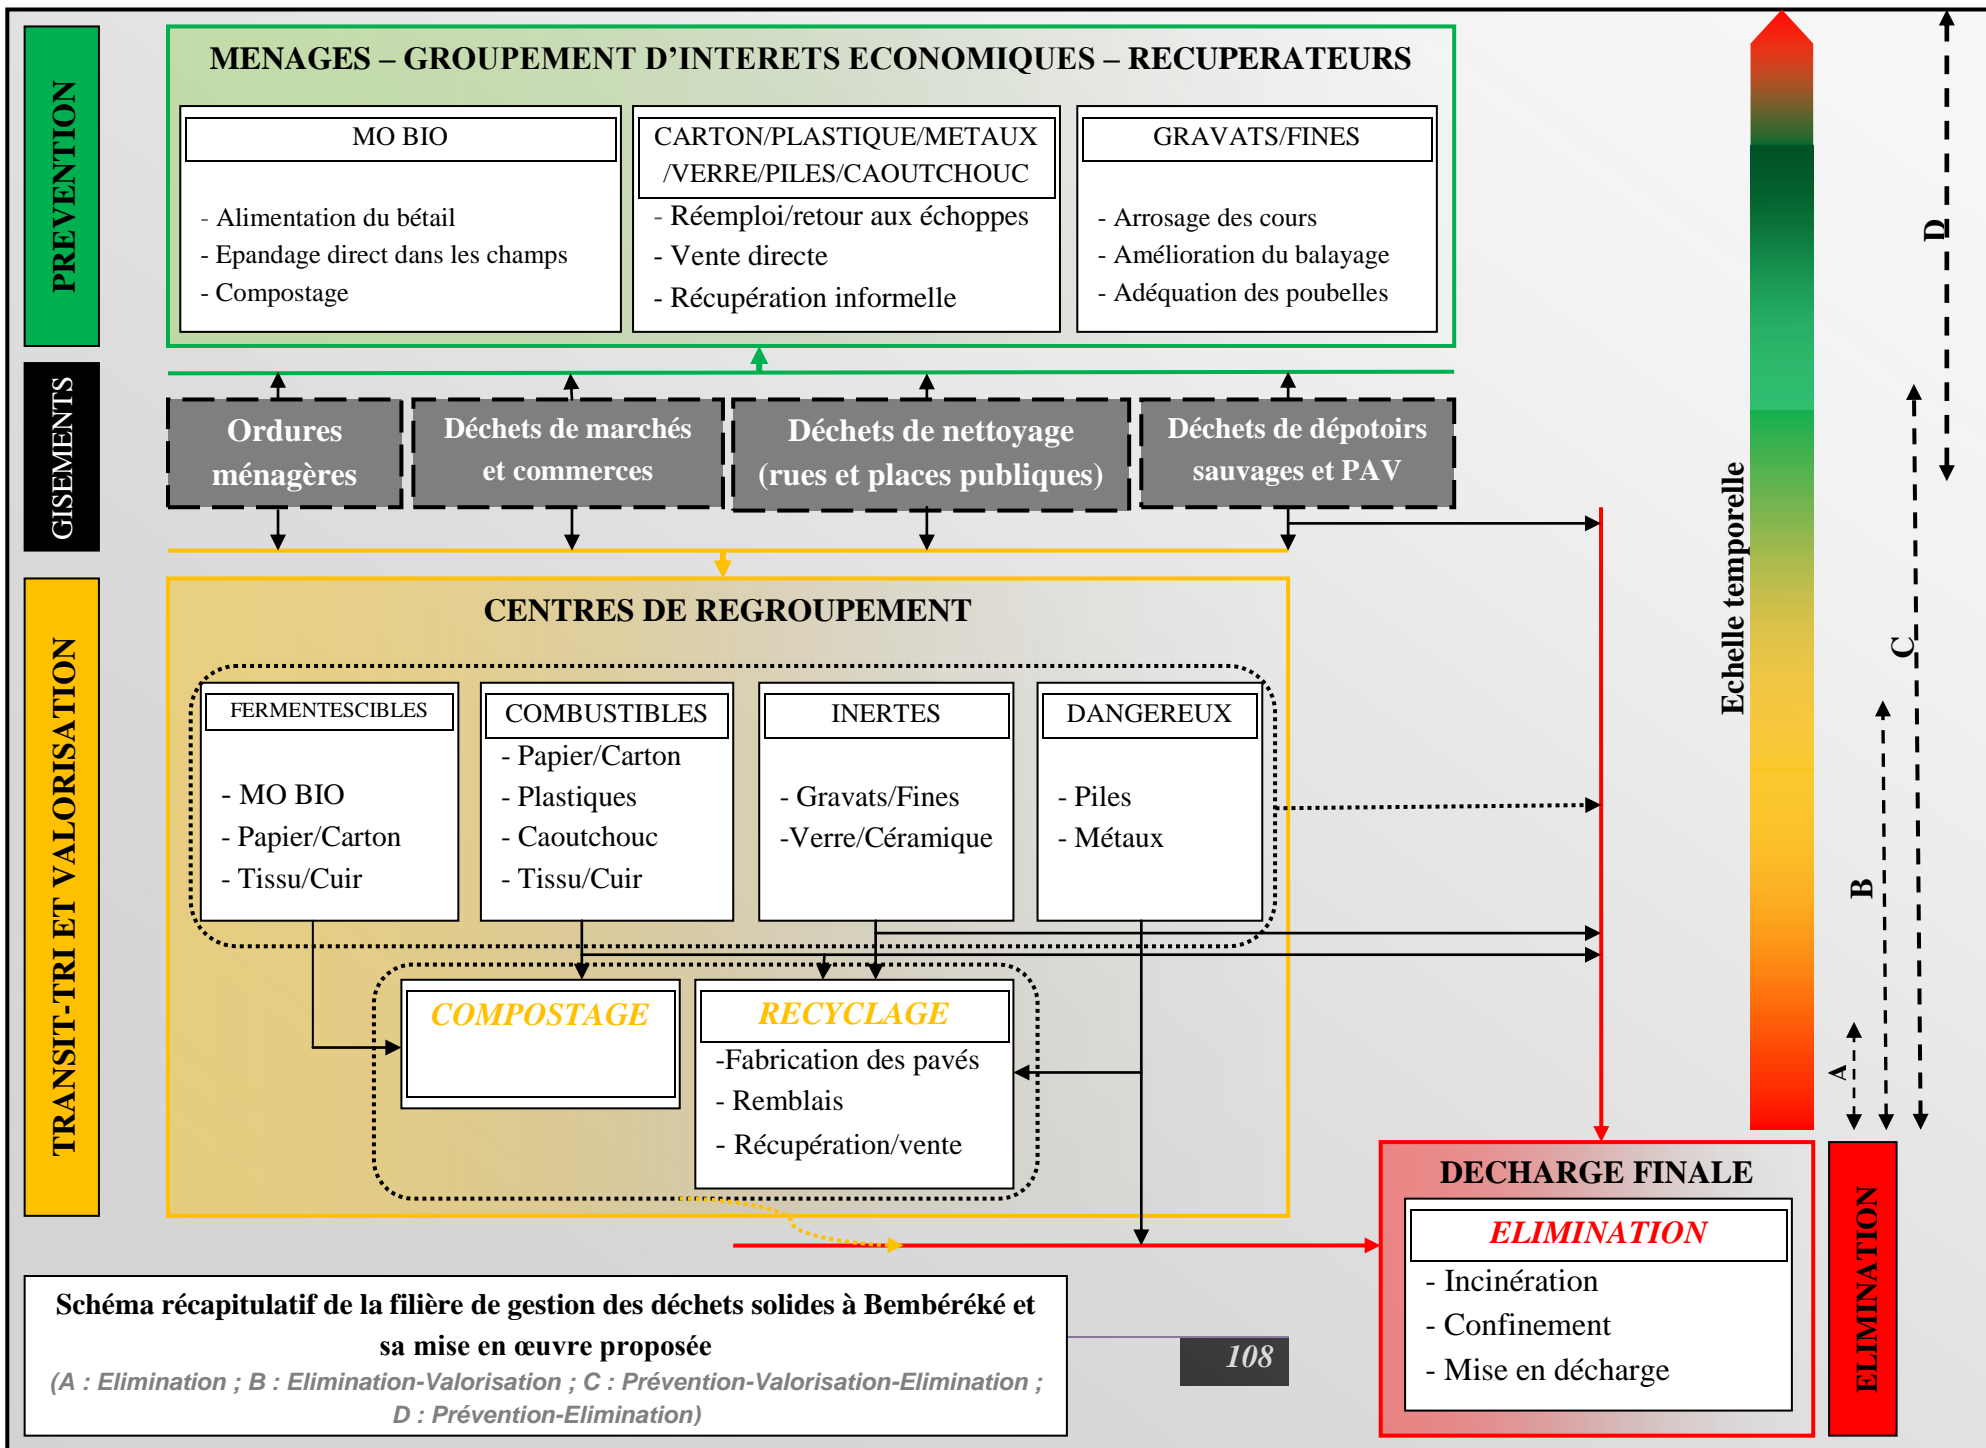 PREVENTION
MENAGES – GROUPEMENT D’INTERETS ECONOMIQUES – RECUPERATEURS
MO BIO
- Alimentation du bétail
- Epandage direct dans les champs
- Compostage
CARTON/PLASTIQUE/METAUX
/VERRE/PILES/CAOUTCHOUC
- Réemploi/retour aux échoppes
- Vente directe
- Récupération informelle
GRAVATS/FINES
- Arrosage des cours
- Amélioration du balayage
- Adéquation des poubelles
GISEMENTS
Ordures
ménagères
Déchets de marchés
et commerces
Déchets de nettoyage
(rues et places publiques)
Déchets de dépotoirs
sauvages et PAV
TRANSIT-TRI ET VALORISATION
CENTRES DE REGROUPEMENT
FERMENTESCIBLES
- MO BIO
- Papier/Carton
- Tissu/Cuir
COMBUSTIBLES
- Papier/Carton
- Plastiques
- Caoutchouc
- Tissu/Cuir
INERTES
- Gravats/Fines
-Verre/Céramique
DANGEREUX
- Piles
- Métaux
COMPOSTAGE
RECYCLAGE
-Fabrication des pavés
- Remblais
- Récupération/vente
Echelle temporelle
A
B
C
D
DECHARGE FINALE
ELIMINATION
- Incinération
- Confinement
- Mise en décharge
ELIMINATION
Schéma récapitulatif de la filière de gestion des déchets solides à Bembéréké et
sa mise en œuvre proposée
(A : Elimination ; B : Elimination-Valorisation ; C : Prévention-Valorisation-Elimination ;
D : Prévention-Elimination)
108